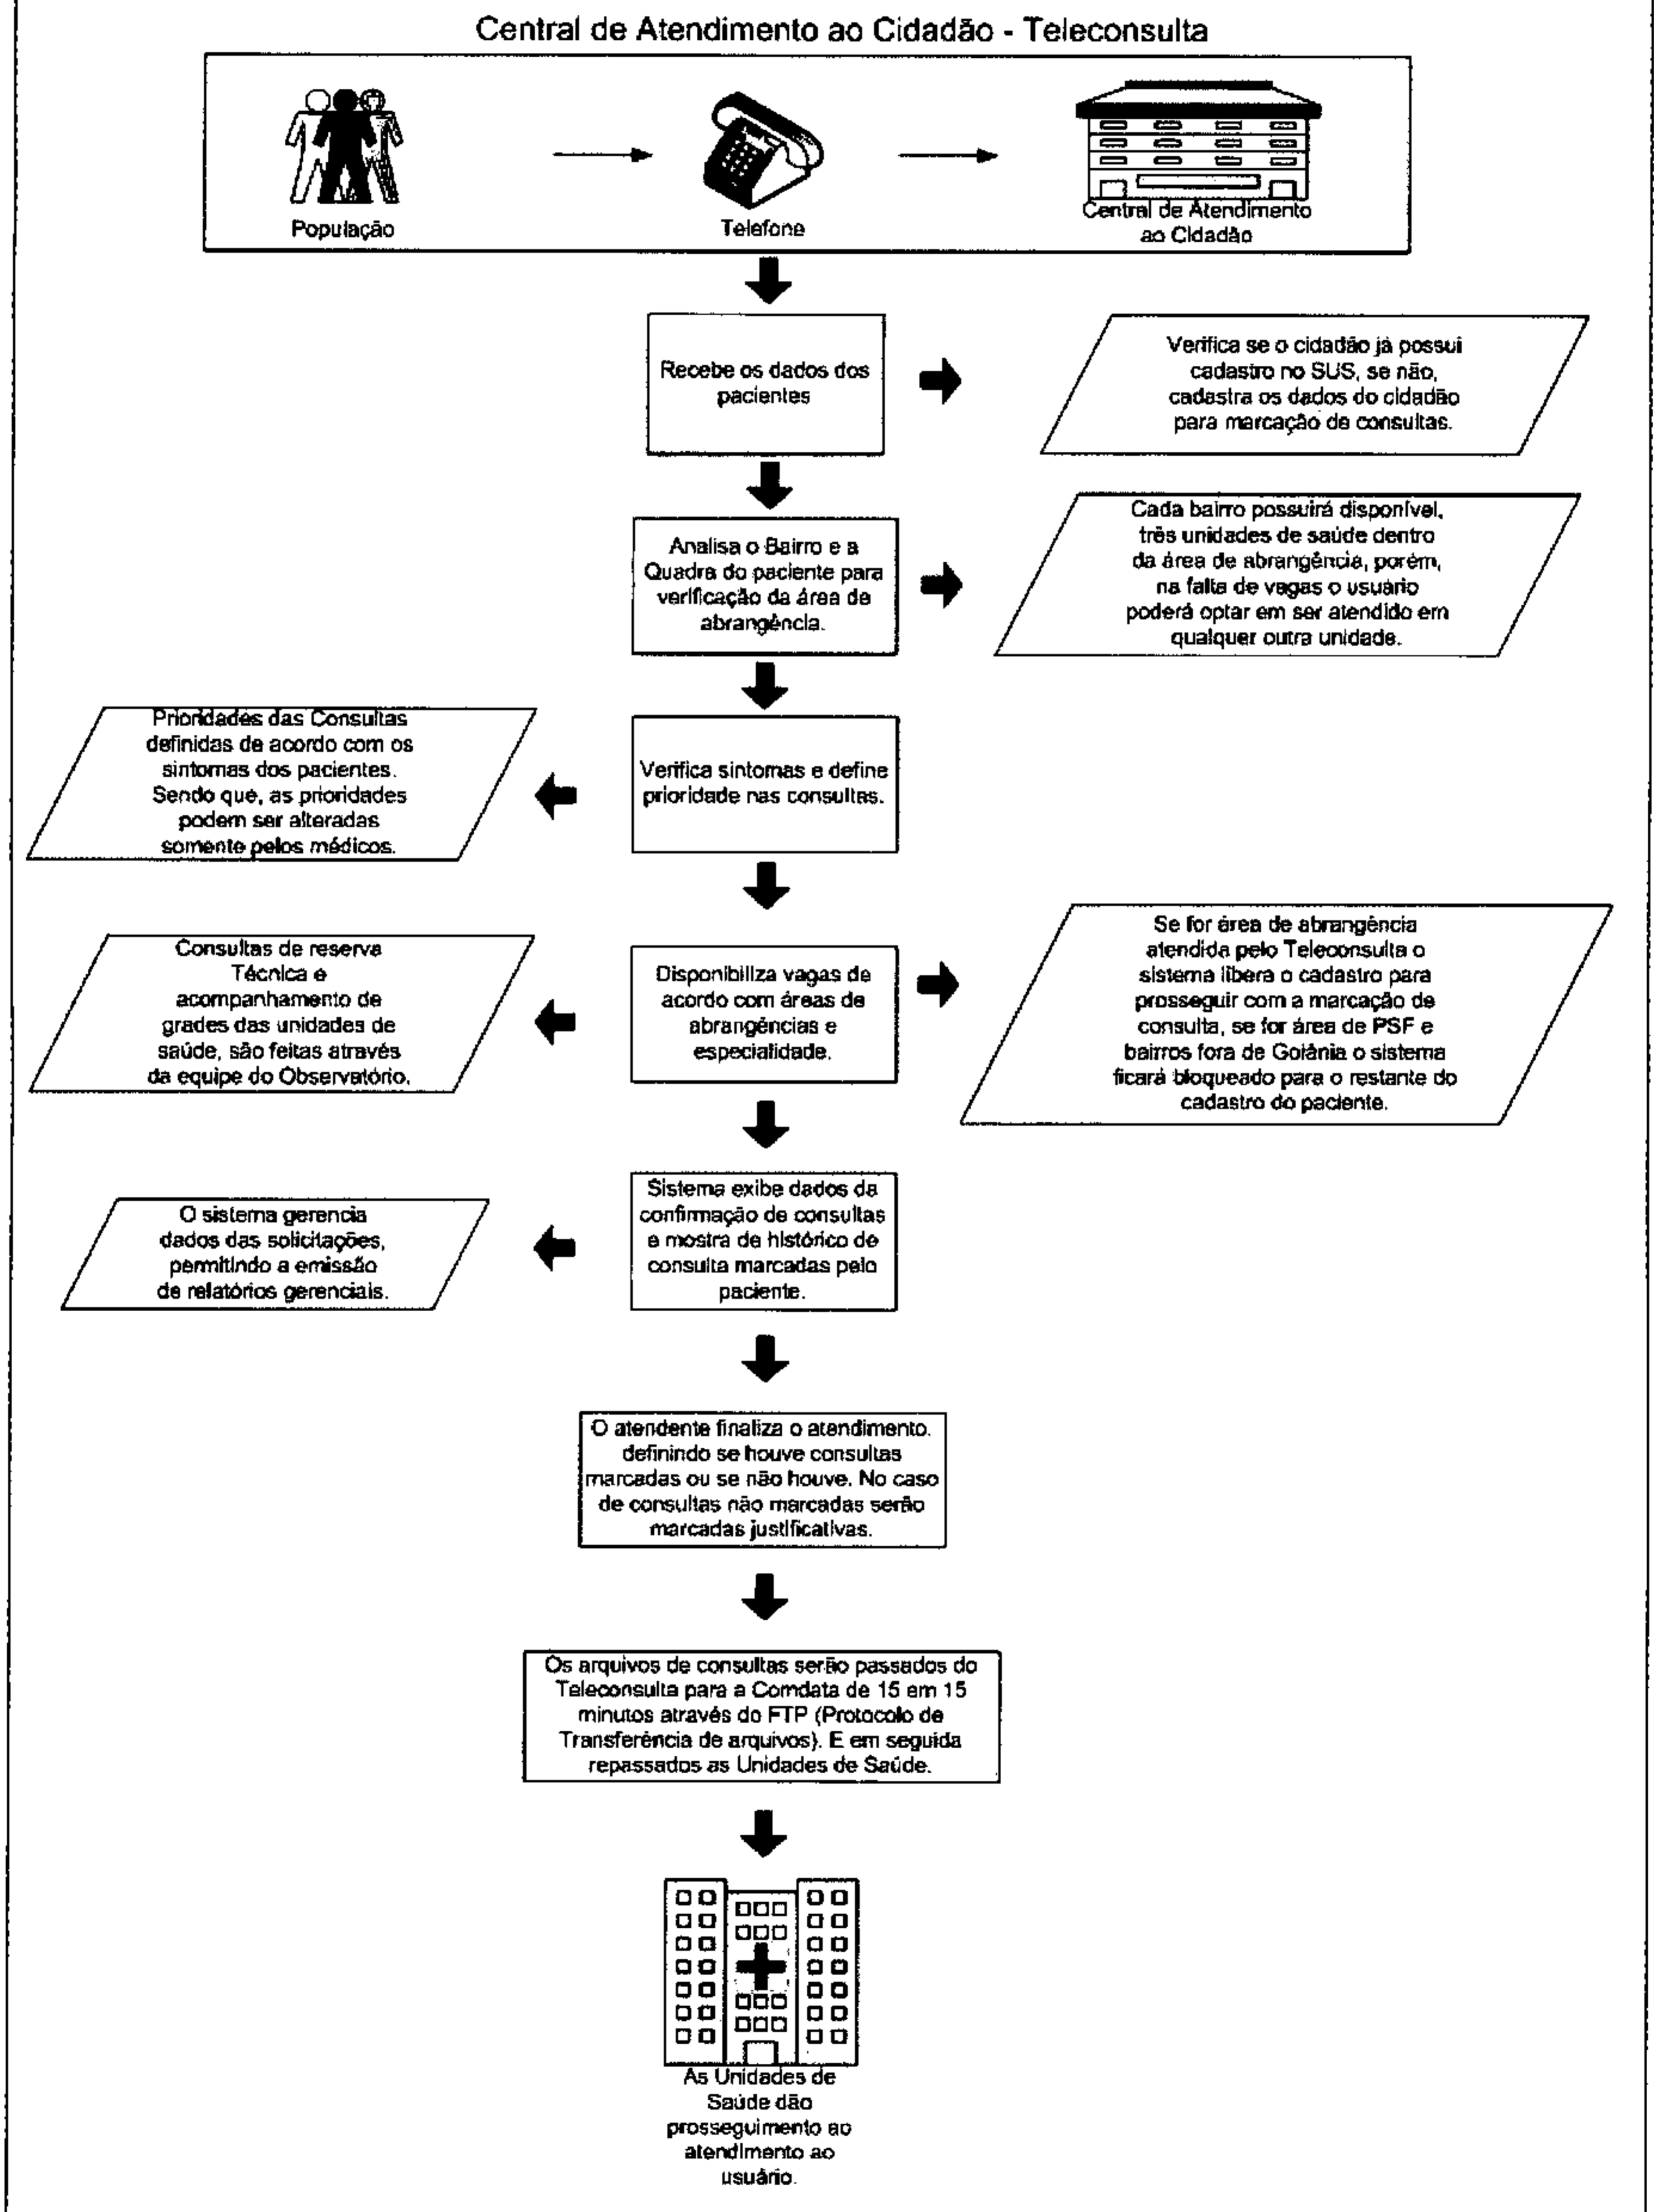 Central de Atendimento ao Cidadão - Teleconsulta
População
Telefone
Central de Atendimento
ao Cidadão
Recebe os dados dos
pacientes
Verifica se o cidadão já possui
cadastro no SUS, se não,
cadastra os dados do cidadão
para marcação de consultas.
Analisa o Bairro e a
Quadra do paciente para
verificação da área de
abrangência.
Cada bairro possuirá disponível,
três unidades de saúde dentro
da área de abrangência, porém,
na falta de vagas o usuário
poderá optar em ser atendido em
qualquer outra unidade.
Prioridades das Consultas
definidas de acordo com os
sintomas dos pacientes.
Sendo que, as prioridades
podem ser alteradas
somente pelos médicos.
Verifica sintomas e define
prioridade nas consultas.
Consultas de reserva
Técnica e
acompanhamento de
grades das unidades de
saúde, são feitas através
da equipe do Observatório.
Disponibiliza vagas de
acordo com áreas de
abrangências e
especialidade.
Se for área de abrangência
atendida pelo Teleconsulta o
sistema libera o cadastro para
prosseguir com a marcação de
consulta, se for área de PSF e
bairros fora de Goiânia o sistema
ficará bloqueado para o restante do
cadastro do paciente.
O sistema gerencia
dados das solicitações,
permitindo a emissão
de relatórios gerenciais.
Sistema exibe dados da
confirmação de consultas
e mostra de histórico de
consulta marcadas pelo
paciente.
O atendente finaliza o atendimento.
definindo se houve consultas
marcadas ou se não houve. No caso
de consultas não marcadas serão
marcadas justificativas.
Os arquivos de consultas serão passados do
Teleconsulta para a Comdata de 15 em 15
minutos através do FTP (Protocolo de
Transferência de arquivos). E em seguida
repassados as Unidades de Saúde.
As Unidades de
Saúde dão
prosseguimento ao
atendimento ao
usuário.